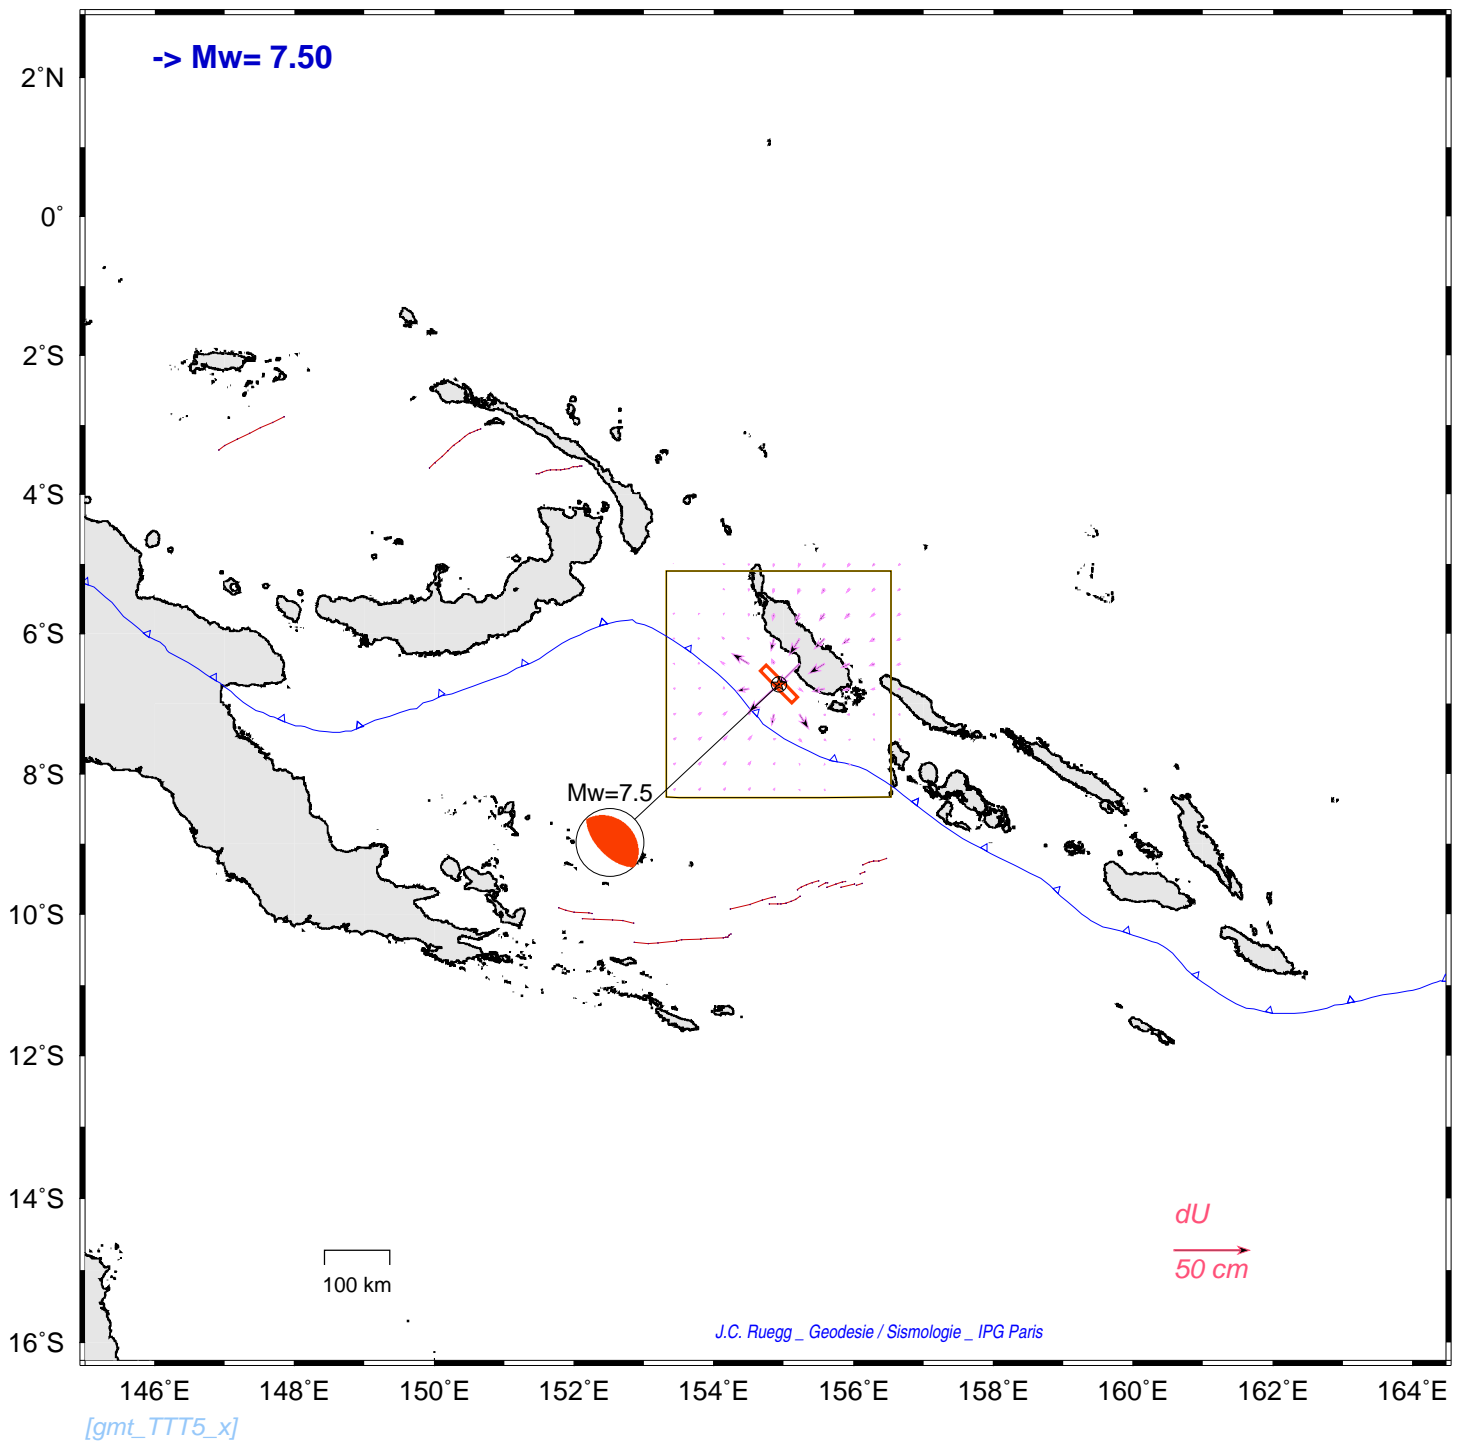 -> Mw= 7.50
2˚N
0˚
2˚S
4˚S
6˚S
8˚S
Mw=7.5
10˚S
12˚S
14˚S
dU
50 cm
100 km
J.C. Ruegg _ Geodesie / Sismologie _ IPG Paris
16˚S
146˚E 148˚E 150˚E 152˚E 154˚E 156˚E 158˚E 160˚E 162˚E 164˚E
[gmt_TTT5_x]